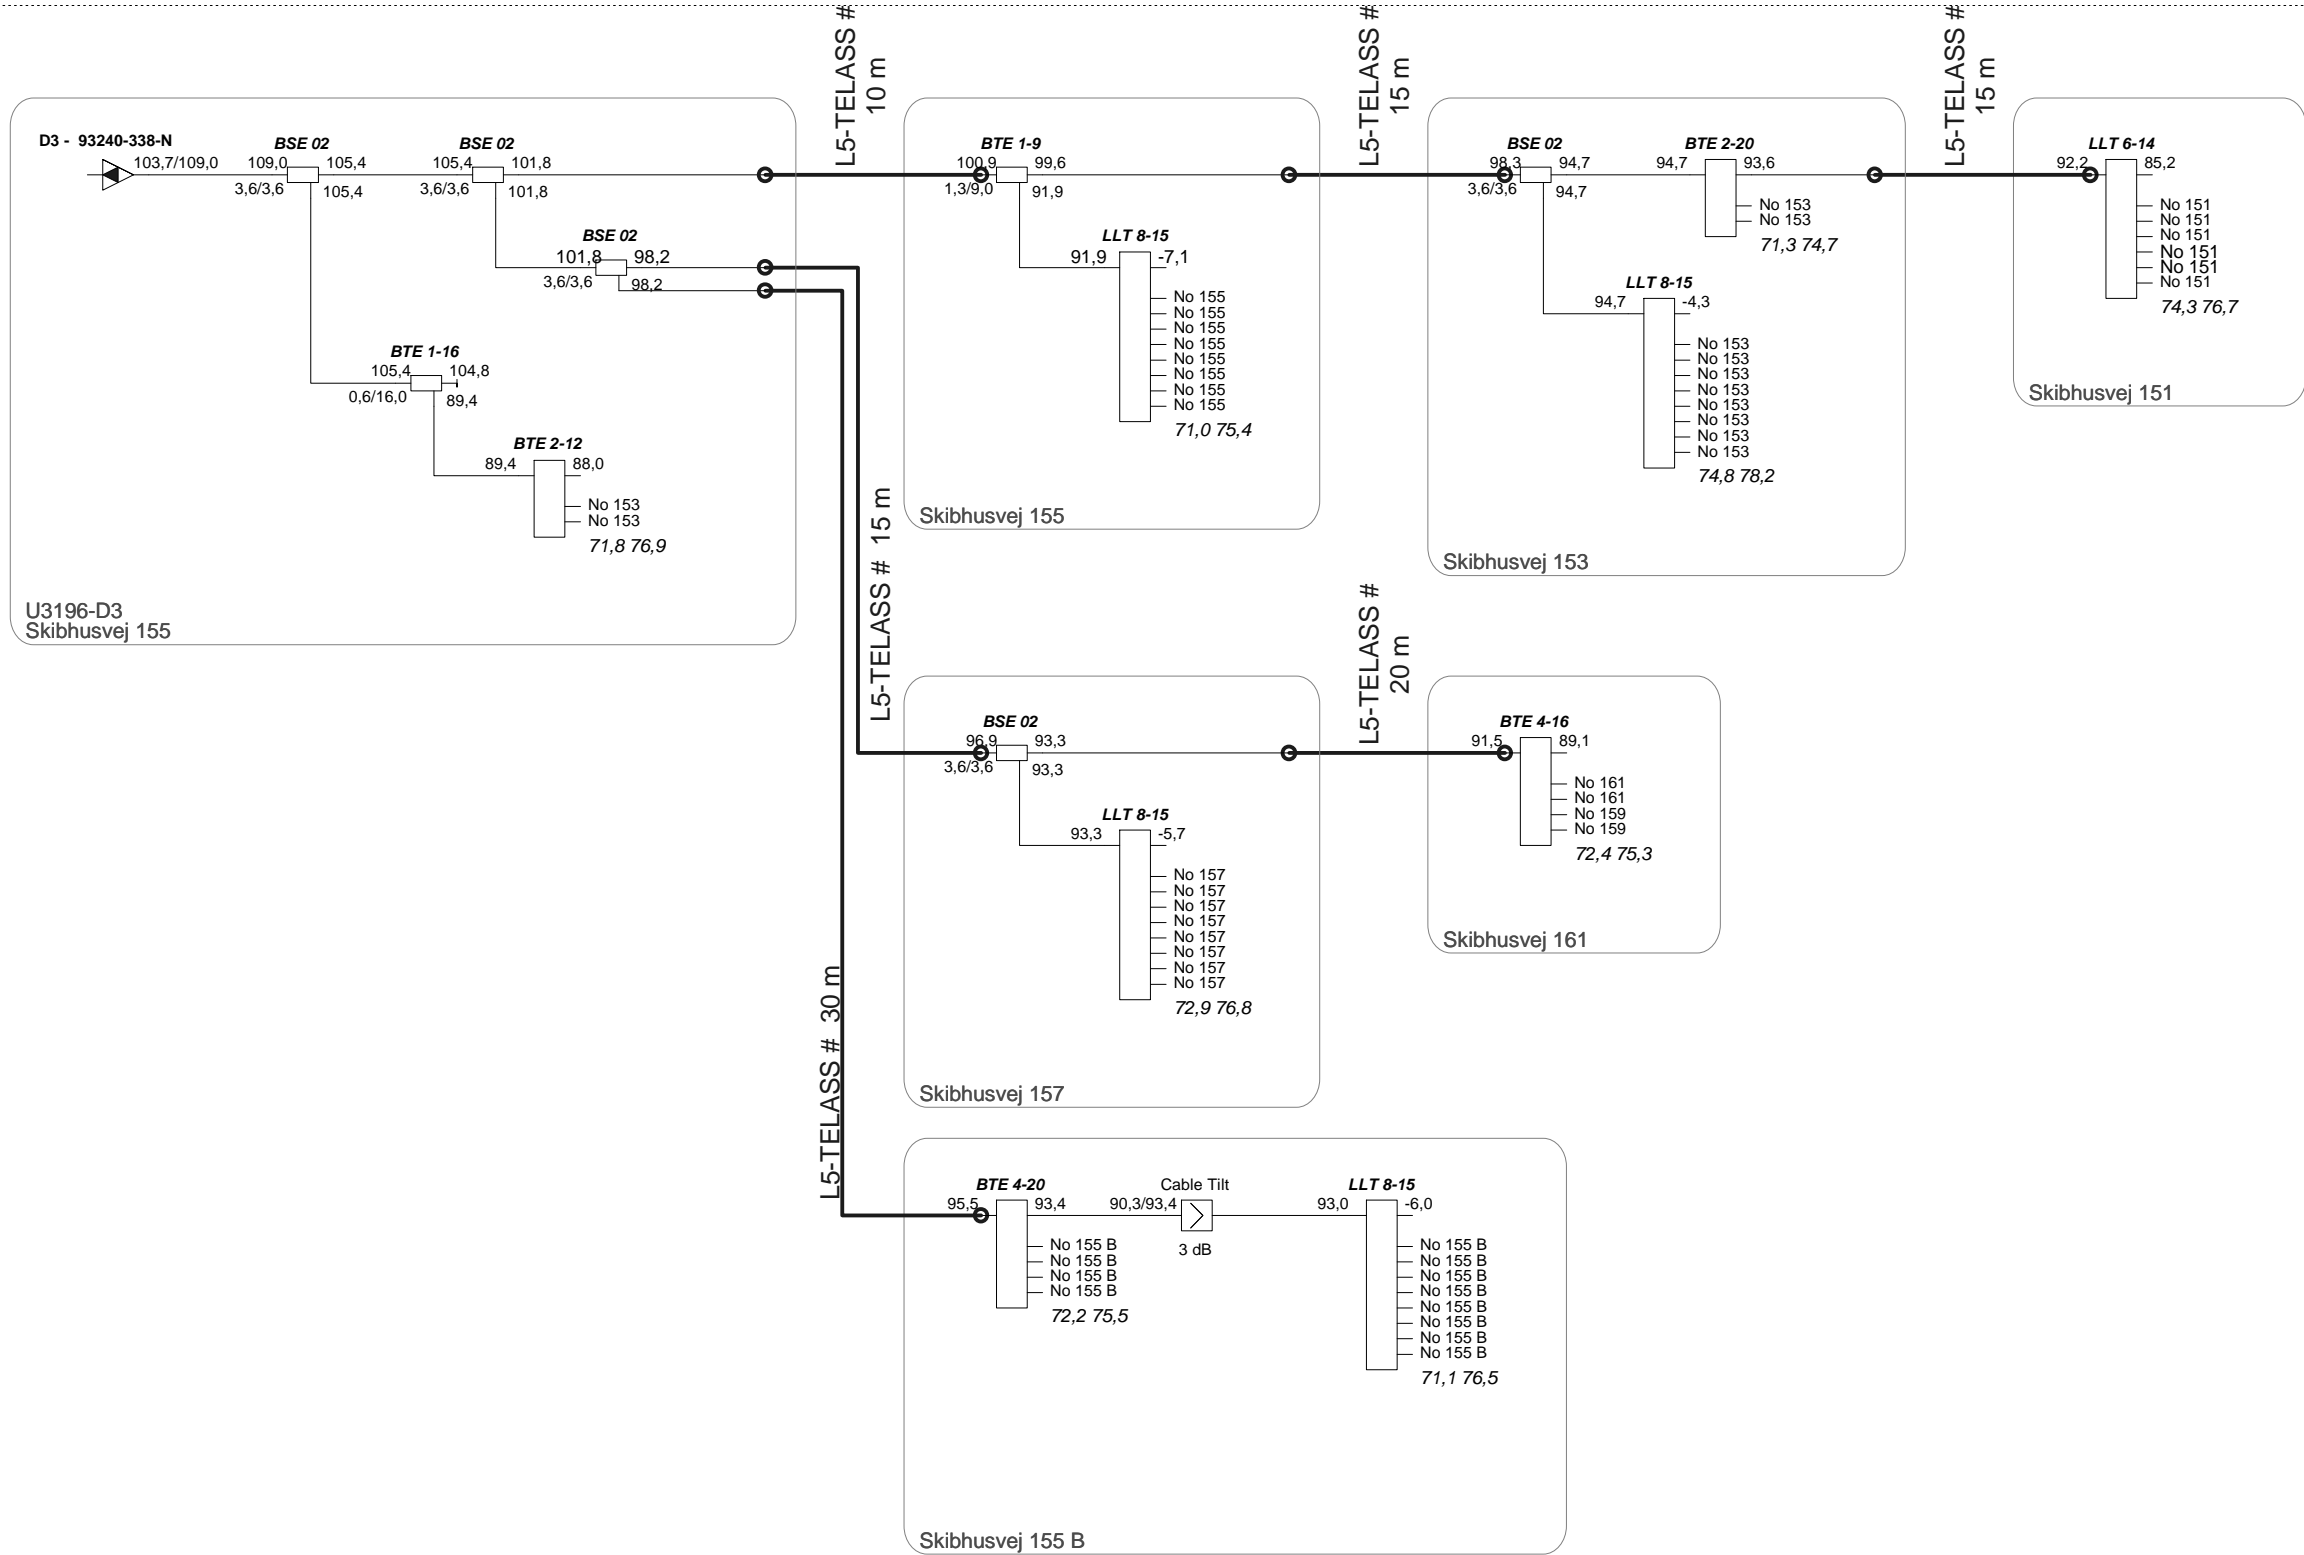 L5-TELASS #
10 m
L5-TELASS #
15 m
L5-TELASS #
15 m
D3 - 93240-338-N
103,7/109,0
BSE 02
109,0
105,4
3,6/3,6
105,4
BSE 02
105,4
101,8
3,6/3,6
101,8
BSE 02
101,8
98,2
3,6/3,6
98,2
BTE 1-16
105,4
104,8
0,6/16,0
89,4
BTE 2-12
89,4
88,0
No 153
No 153
71,8 76,9
U3196-D3
Skibhusvej 155
BTE 1-9
100,9
99,6
1,3/9,0
91,9
LLT 8-15
91,9
-7,1
No 155
No 155
No 155
No 155
No 155
No 155
No 155
No 155
71,0 75,4
Skibhusvej 155
BSE 02
98,3
94,7
3,6/3,6
94,7
BTE 2-20
94,7
93,6
No 153
No 153
71,3 74,7
LLT 8-15
94,7
-4,3
No 153
No 153
No 153
No 153
No 153
No 153
No 153
No 153
74,8 78,2
Skibhusvej 153
LLT 6-14
92,2
85,2
No 151
No 151
No 151
No 151
No 151
No 151
74,3 76,7
Skibhusvej 151
L5-TELASS # 15 m
L5-TELASS #
20 m
BSE 02
96,9
93,3
3,6/3,6
93,3
LLT 8-15
93,3
-5,7
No 157
No 157
No 157
No 157
No 157
No 157
No 157
No 157
72,9 76,8
Skibhusvej 157
BTE 4-16
91,5
89,1
No 161
No 161
No 159
No 159
72,4 75,3
Skibhusvej 161
L5-TELASS # 30 m
BTE 4-20
95,5
93,4
No 155 B
No 155 B
No 155 B
No 155 B
72,2 75,5
Cable Tilt
90,3/93,4
3 dB
LLT 8-15
93,0
-6,0
No 155 B
No 155 B
No 155 B
No 155 B
No 155 B
No 155 B
No 155 B
No 155 B
71,1 76,5
Skibhusvej 155 B